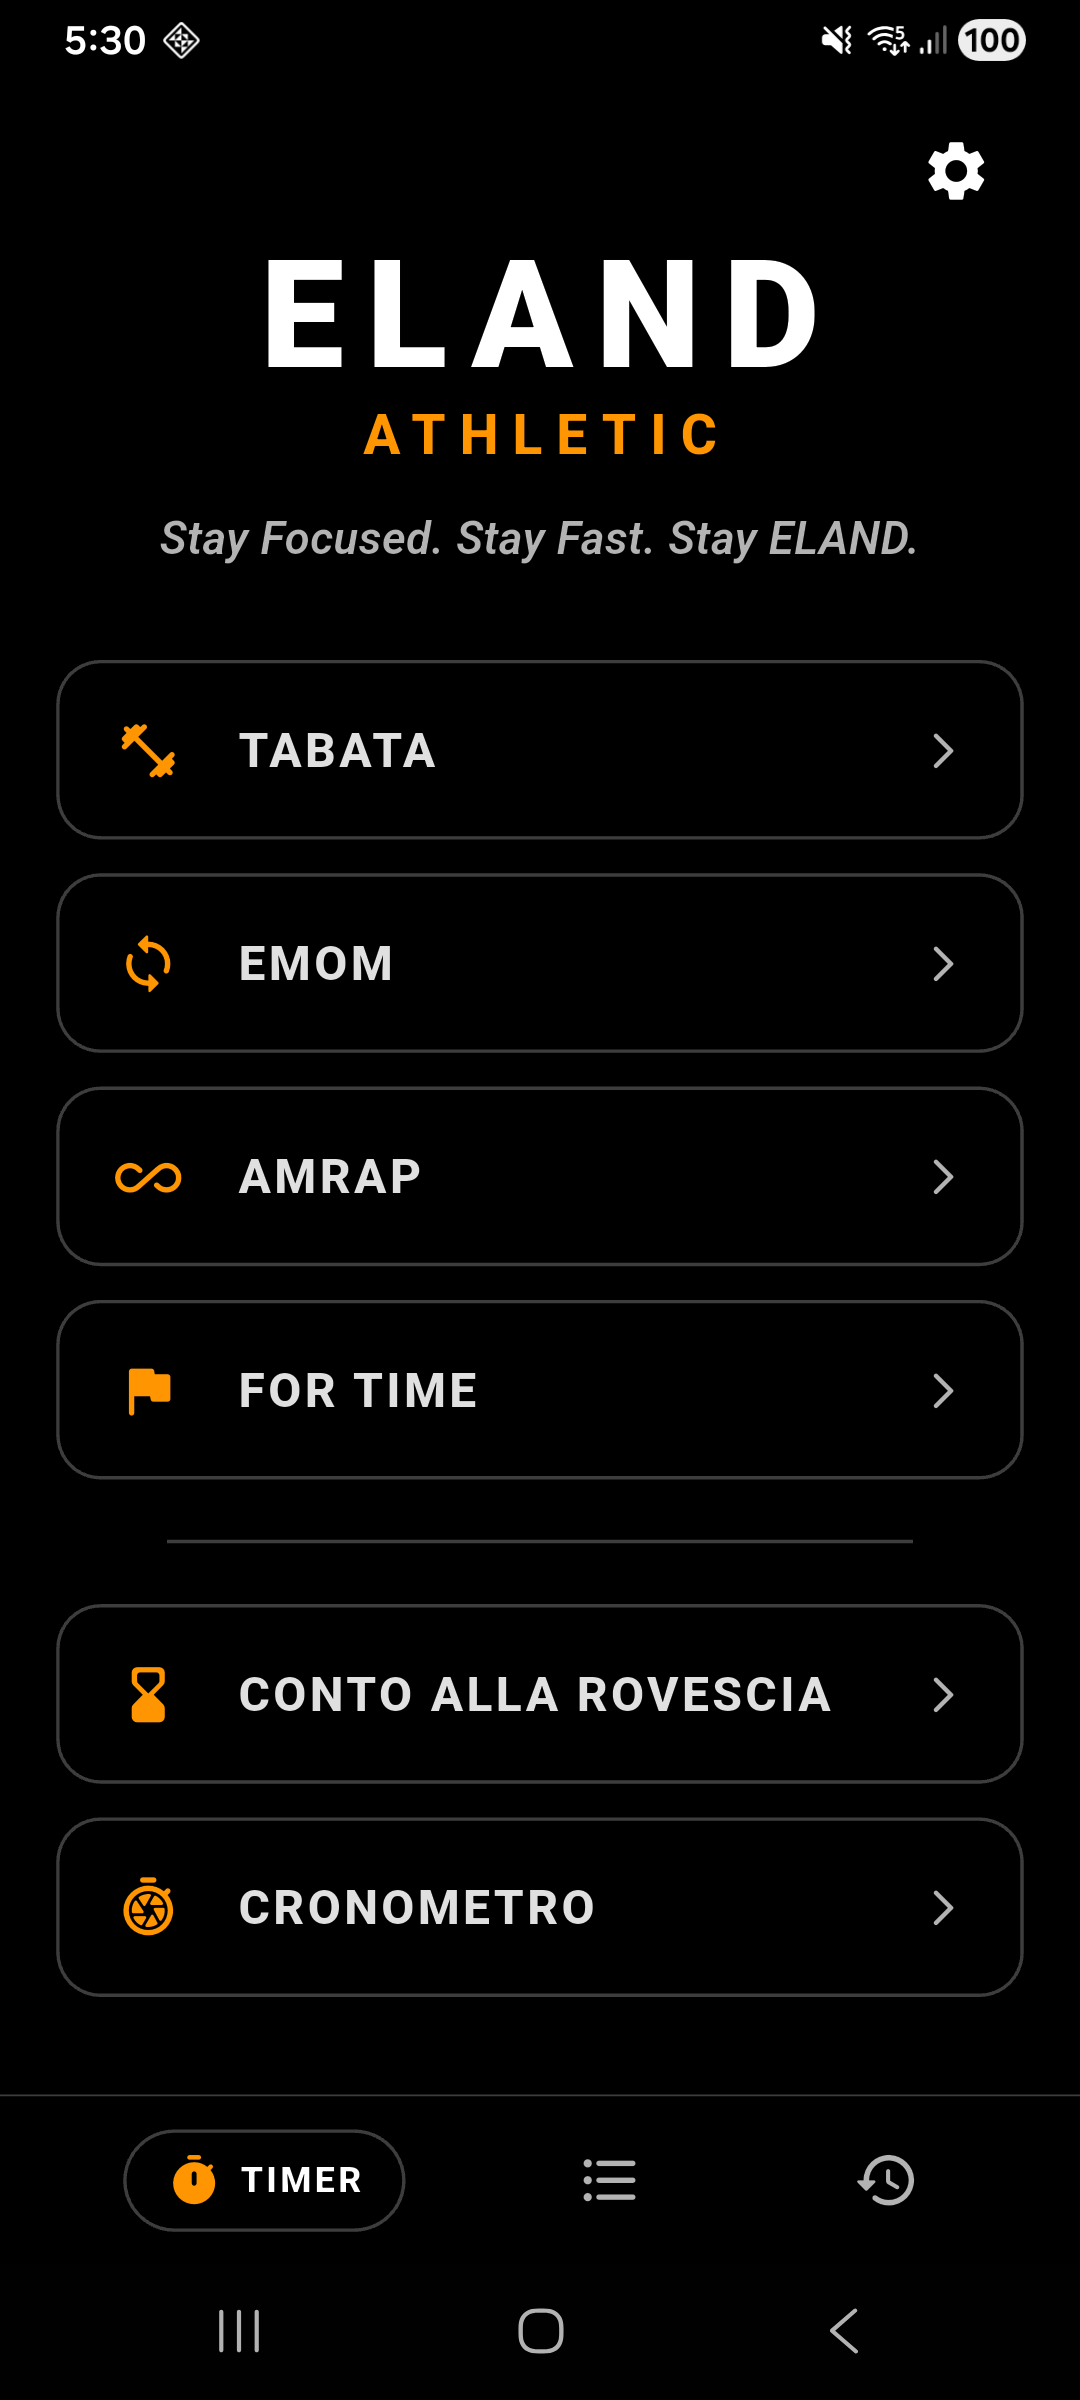 5:30
5
100
ELAND
ATHLETIC
Stay Focused. Stay Fast. Stay ELAND.
TABATA
EMOM
AMRAP
FOR TIME
CONTO ALLA ROVESCIA
CRONOMETRO
TIMER